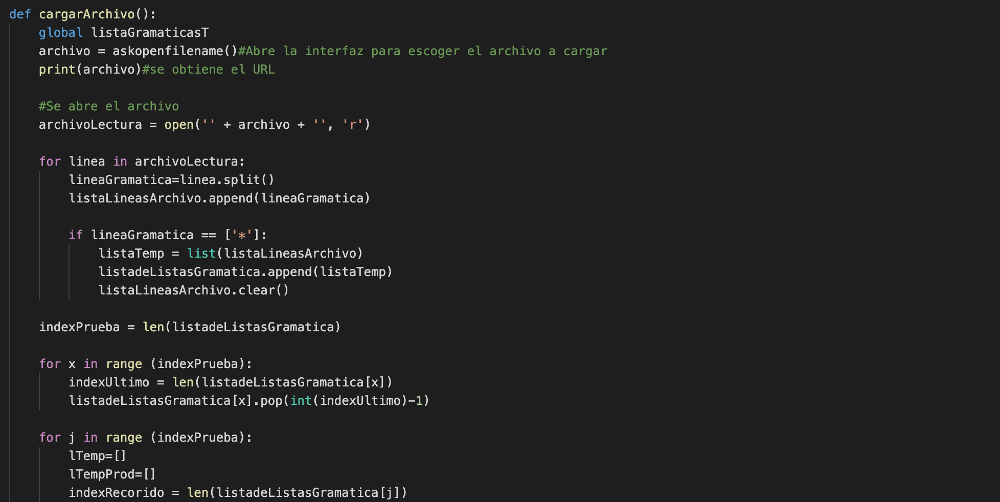 def cargarArchivo():
    global listaGramaticasT
    archivo = askopenfilename()#Abre la interfaz para escoger el archivo a cargar
    print(archivo)#se obtiene el URL

    #Se abre el archivo
    archivoLectura = open('' + archivo + '', 'r')

    for linea in archivoLectura:
        lineaGramatica=linea.split()
        listaLineasArchivo.append(lineaGramatica)

        if lineaGramatica == ['*']:
            listaTemp = list(listaLineasArchivo)
            listadeListasGramatica.append(listaTemp)
            listaLineasArchivo.clear()

    indexPrueba = len(listadeListasGramatica)

    for x in range (indexPrueba):
        indexUltimo = len(listadeListasGramatica[x])
        listadeListasGramatica[x].pop(int(indexUltimo)-1)

    for j in range (indexPrueba):
        lTemp=[]
        lTempProd=[]
        indexRecorido = len(listadeListasGramatica[j])